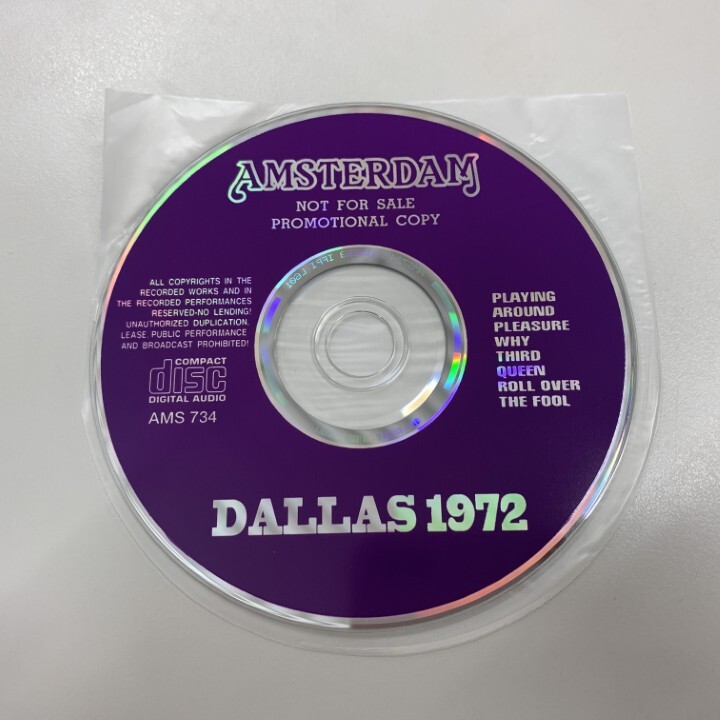 AMSTERDAM
NOT FOR SALE
PROMOTIONAL COPY
ALL COPYRIGHTS IN THE
RECORDED WORKS AND IN
THE RECORDED PERFORMANCES
RESERVED-NO LENDING!
UNAUTHORIZED DUPLICATION.
LEASE PUBLIC PERFORMANCE
AND BROADCAST PROHIBITED!
COMPACT
disc
DIGITAL AUDIO
AMS 734
PLAYING
AROUND
PLEASURE
WHY
THIRD
QUEEN
ROLL OVER
THE FOOL
DALLAS 1972